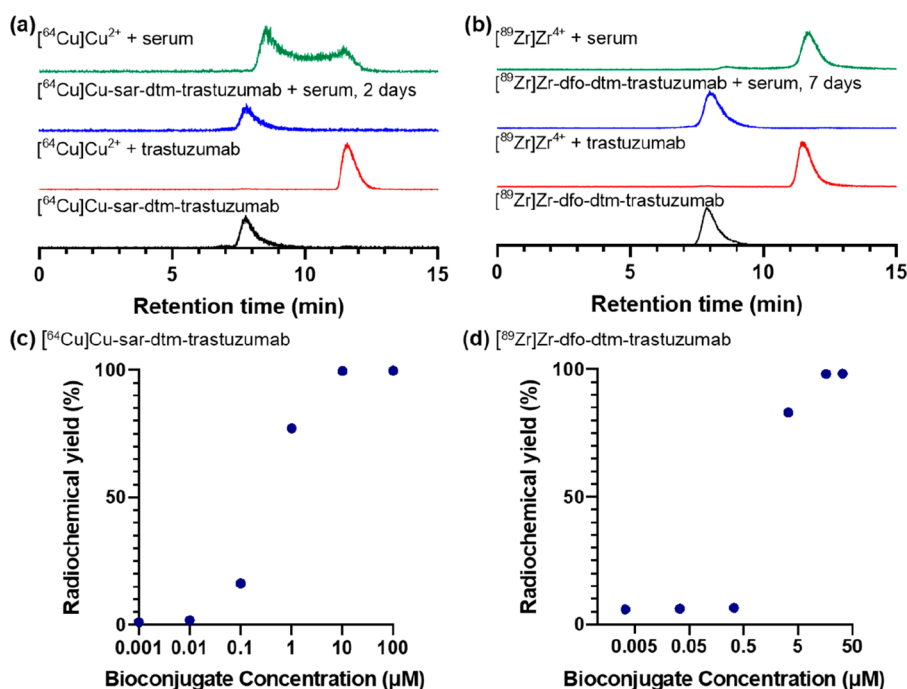 (a)
[⁶⁴Cu]Cu²⁺ + serum
[⁶⁴Cu]Cu-sar-dtm-trastuzumab + serum, 2 days
[⁶⁴Cu]Cu²⁺ + trastuzumab
[⁶⁴Cu]Cu-sar-dtm-trastuzumab
0 5 10 15
Retention time (min)
(b)
[⁸⁹Zr]Zr⁴⁺ + serum
[⁸⁹Zr]Zr-dfo-dtm-trastuzumab + serum, 7 days
[⁸⁹Zr]Zr⁴⁺ + trastuzumab
[⁸⁹Zr]Zr-dfo-dtm-trastuzumab
0 5 10 15
Retention time (min)
(c) [⁶⁴Cu]Cu-sar-dtm-trastuzumab
Radiochemical yield (%)
100
50
0
0.001 0.01 0.1 1 10 100
Bioconjugate Concentration (µM)
(d) [⁸⁹Zr]Zr-dfo-dtm-trastuzumab
Radiochemical yield (%)
100
50
0
0.005 0.05 0.5 5 50
Bioconjugate Concentration (µM)